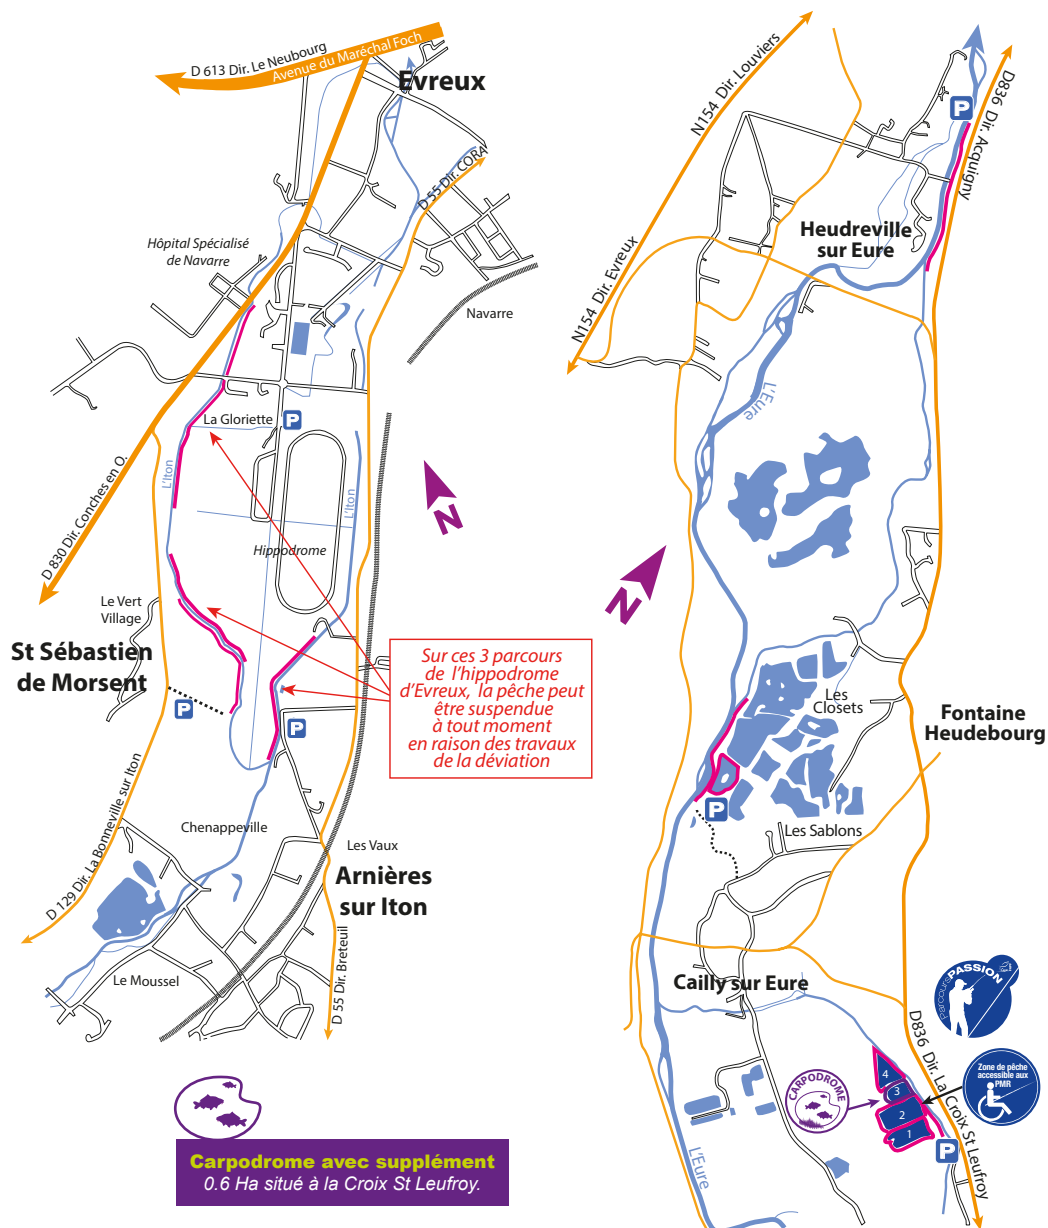 D 613 Dir. Le Neubourg
Avenue du Maréchal Foch
Evreux
D 55 Dir. CORA
Hôpital Spécialisé
de Navarre
Navarre
La Gloriette
P
L'Iton
L'Iton
D 830 Dir. Conches en O.
N
Hippodrome
Le Vert
Village
St Sébastien
de Morsent
P
P
Sur ces 3 parcours
de l'hippodrome
d'Evreux, la pêche peut
être suspendue
à tout moment
en raison des travaux
de la déviation
D 129 Dir. La Bonneville sur Iton
Chenappeville
Les Vaux
Arnières
sur Iton
Le Moussel
D 55 Dir. Breteuil
Carpodrome avec supplément
0.6 Ha situé à la Croix St Leufroy.
N154 Dir. Louviers
N154 Dir. Evreux
P
D836 Dir. Acquigny
Heudreville
sur Eure
L'Eure
N
Les
Closets
Fontaine
Heudebourg
P
Les Sablons
Cailly sur Eure
parcoursPASSION
D836 Dir. La Croix St Leufroy
Zone de pêche
accessible aux
PMR
CARPODROME
4
3
2
1
P
L'Eure